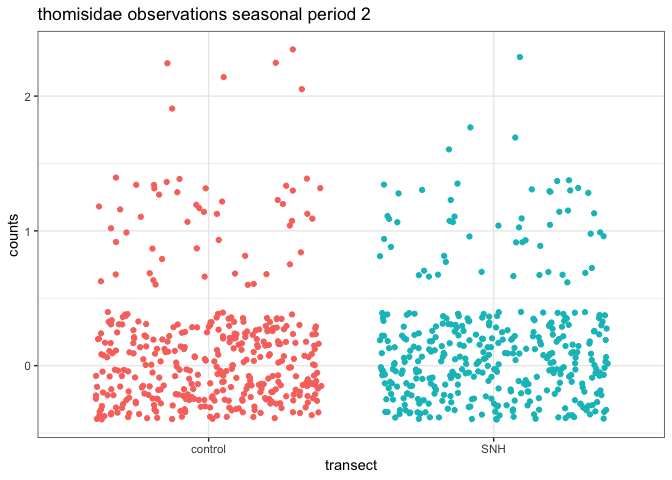 thomisidae observations seasonal period 2
counts
2
1
0
control SNH
transect